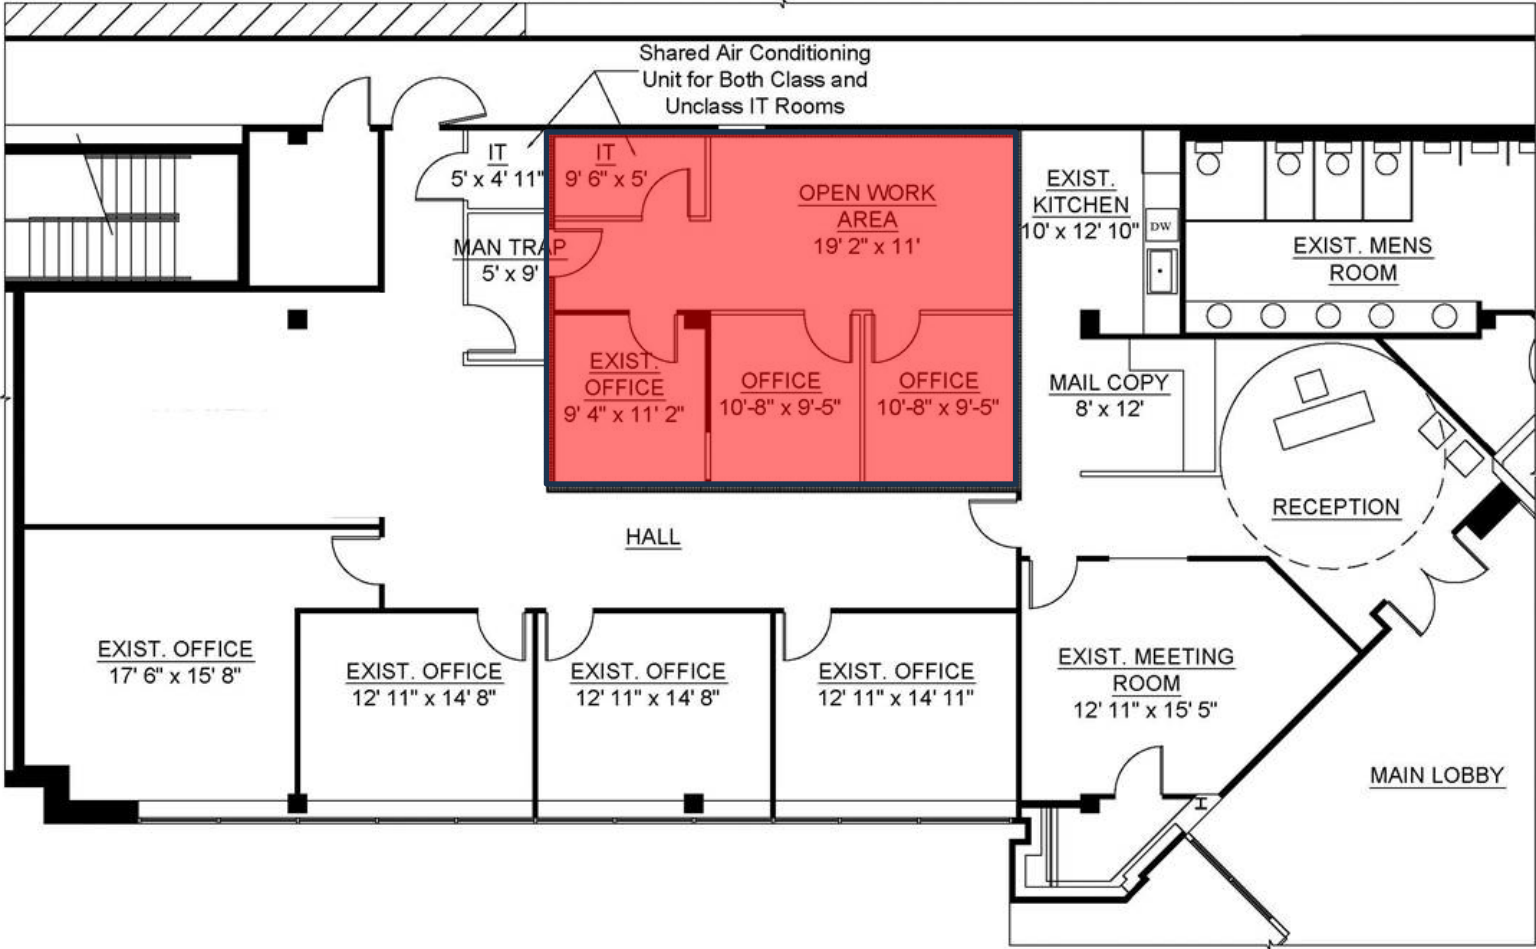 Shared Air Conditioning
Unit for Both Class and
Unclass IT Rooms
IT
5' x 4' 11"
IT
9' 6" x 5'
OPEN WORK
AREA
19' 2" x 11'
EXIST.
KITCHEN
10' x 12' 10"
DW
EXIST. MENS
ROOM
MAN TRAP
5' x 9'
EXIST.
OFFICE
9' 4" x 11' 2"
OFFICE
10'-8" x 9'-5"
OFFICE
10'-8" x 9'-5"
MAIL COPY
8' x 12'
RECEPTION
HALL
EXIST. OFFICE
17' 6" x 15' 8"
EXIST. OFFICE
12' 11" x 14' 8"
EXIST. OFFICE
12' 11" x 14' 8"
EXIST. OFFICE
12' 11" x 14' 11"
EXIST. MEETING
ROOM
12' 11" x 15' 5"
MAIN LOBBY